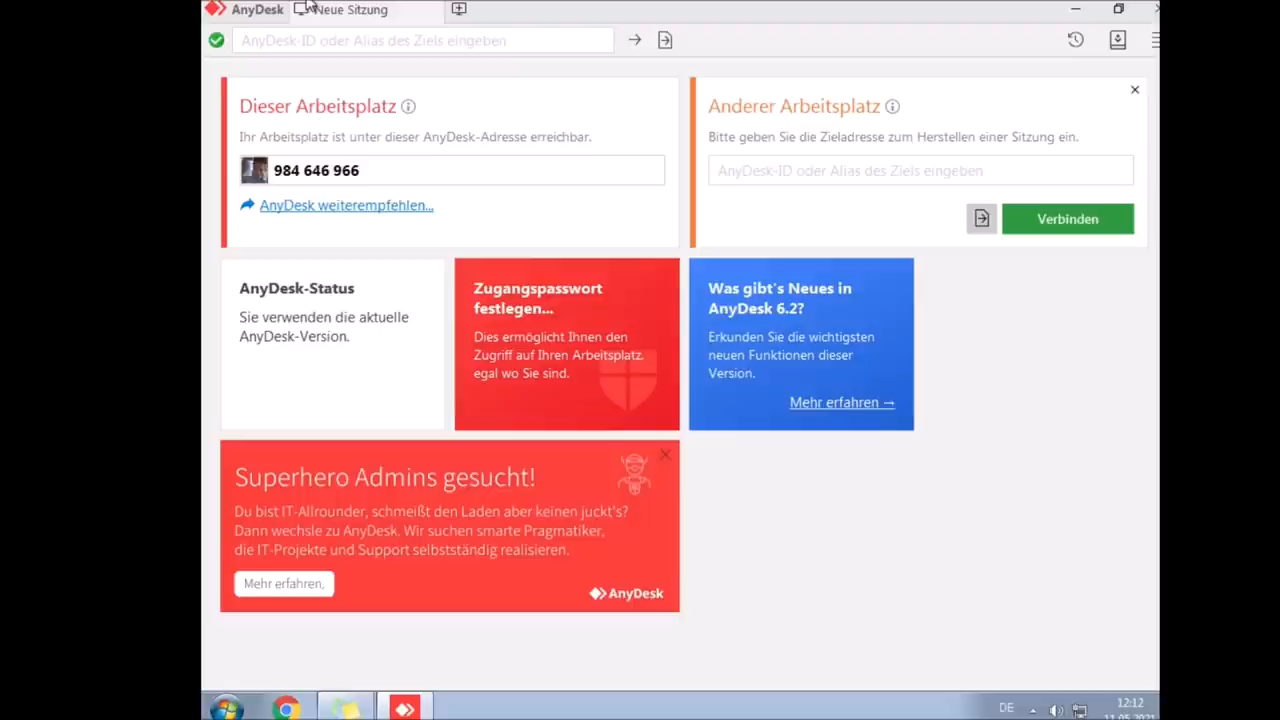 AnyDesk
Neue Sitzung
AnyDesk-ID oder Alias des Ziels eingeben
Dieser Arbeitsplatz
Ihr Arbeitsplatz ist unter dieser AnyDesk-Adresse erreichbar.
984 646 966
AnyDesk weiterempfehlen...
Anderer Arbeitsplatz
Bitte geben Sie die Zieladresse zum Herstellen einer Sitzung ein.
AnyDesk-ID oder Alias des Ziels eingeben
Verbinden
AnyDesk-Status
Sie verwenden die aktuelle
AnyDesk-Version.
Zugangspasswort
festlegen...
Dies ermöglicht Ihnen den
Zugriff auf Ihren Arbeitsplatz,
egal wo Sie sind.
Was gibt's Neues in
AnyDesk 6.2?
Erkunden Sie die wichtigsten
neuen Funktionen dieser
Version.
Mehr erfahren →
Superhero Admins gesucht!
Du bist IT-Allrounder, schmeißt den Laden aber keinen juckt's?
Dann wechsle zu AnyDesk. Wir suchen smarte Pragmatiker,
die IT-Projekte und Support selbstständig realisieren.
Mehr erfahren,
AnyDesk
DE
12:12
11.05.2021